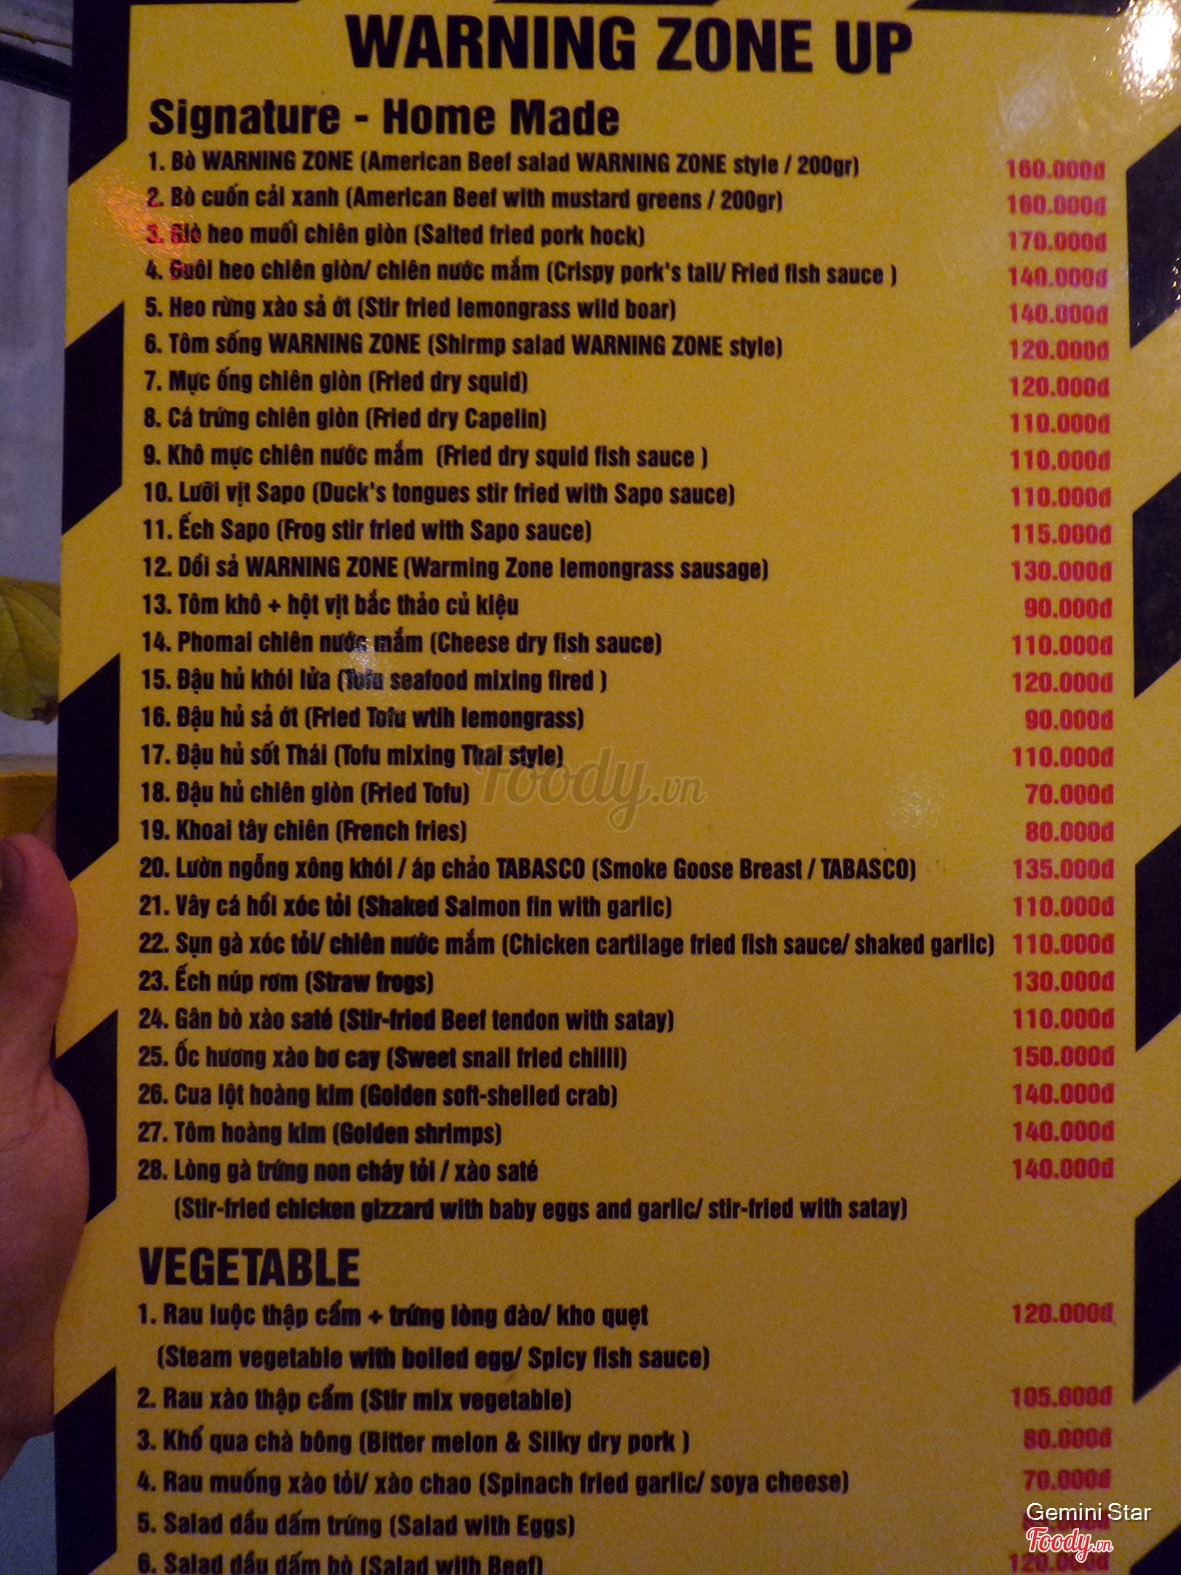 WARNING ZONE UP
Signature - Home Made
1. Bò WARNING ZONE (American Beef salad WARNING ZONE style / 200gr) 160.000đ
2. Bò cuốn cải xanh (American Beef with mustard greens / 200gr) 160.000đ
3. Giò heo muối chiên giòn (Salted fried pork hock) 170.000đ
4. Đuôi heo chiên giòn/ chiên nước mắm (Crispy pork's tail/ Fried fish sauce ) 140.000đ
5. Heo rừng xào sả ớt (Stir fried lemongrass wild boar) 140.000đ
6. Tôm sống WARNING ZONE (Shirmp salad WARNING ZONE style) 120.000đ
7. Mực ống chiên giòn (Fried dry squid) 120.000đ
8. Cá trứng chiên giòn (Fried dry Capelin) 110.000đ
9. Khô mực chiên nước mắm (Fried dry squid fish sauce ) 110.000đ
10. Lưỡi vịt Sapo (Duck's tongues stir fried with Sapo sauce) 110.000đ
11. Ếch Sapo (Frog stir fried with Sapo sauce) 115.000đ
12. Dồi sả WARNING ZONE (Warming Zone lemongrass sausage) 130.000đ
13. Tôm khô + hột vịt bắc thảo củ kiệu 90.000đ
14. Phomai chiên nước mắm (Cheese dry fish sauce) 110.000đ
15. Đậu hủ khói lửa (Tofu seafood mixing fired ) 120.000đ
16. Đậu hủ sả ớt (Fried Tofu wtih lemongrass) 90.000đ
17. Đậu hủ sốt Thái (Tofu mixing Thai style) 110.000đ
Foody.vn
18. Đậu hủ chiên giòn (Fried Tofu) 70.000đ
19. Khoai tây chiên (French fries) 80.000đ
20. Lườn ngỗng xông khói / áp chảo TABASCO (Smoke Goose Breast / TABASCO) 135.000đ
21. Vây cá hồi xóc tỏi (Shaked Salmon fin with garlic) 110.000đ
22. Sụn gà xóc tỏi/ chiên nước mắm (Chicken cartilage fried fish sauce/ shaked garlic) 110.000đ
23. Ếch núp rơm (Straw frogs) 130.000đ
24. Gân bò xào saté (Stir-fried Beef tendon with satay) 110.000đ
25. Ốc hương xào bơ cay (Sweet snail fried chilli) 150.000đ
26. Cua lột hoàng kim (Golden soft-shelled crab) 140.000đ
27. Tôm hoàng kim (Golden shrimps) 140.000đ
28. Lòng gà trứng non cháy tỏi / xào saté 140.000đ
(Stir-fried chicken gizzard with baby eggs and garlic/ stir-fried with satay)
VEGETABLE
1. Rau luộc thập cẩm + trứng lòng đào/ kho quẹt 120.000đ
(Steam vegetable with boiled egg/ Spicy fish sauce)
2. Rau xào thập cẩm (Stir mix vegetable) 105.000đ
3. Khổ qua chà bông (Bitter melon & Silky dry pork ) 80.000đ
4. Rau muống xào tỏi/ xào chao (Spinach fried garlic/ soya cheese) 70.000đ
5. Salad dầu dấm trứng (Salad with Eggs)
6. Salad dầu dấm bò (Salad with Beef) 120.000đ
Gemini Star
Foody.vn